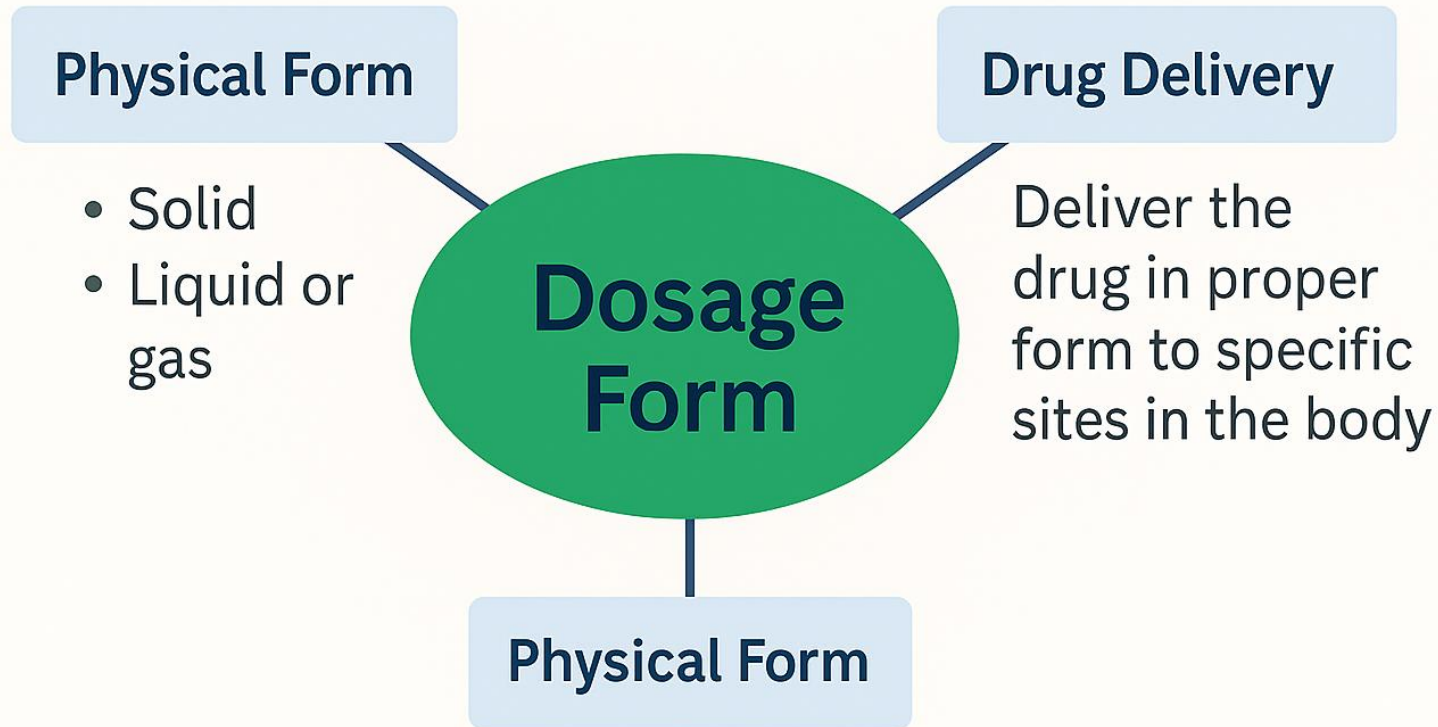 Physical Form
• Solid
• Liquid or
gas
Dosage
Form
Drug Delivery
Deliver the
drug in proper
form to specific
sites in the body
Physical Form